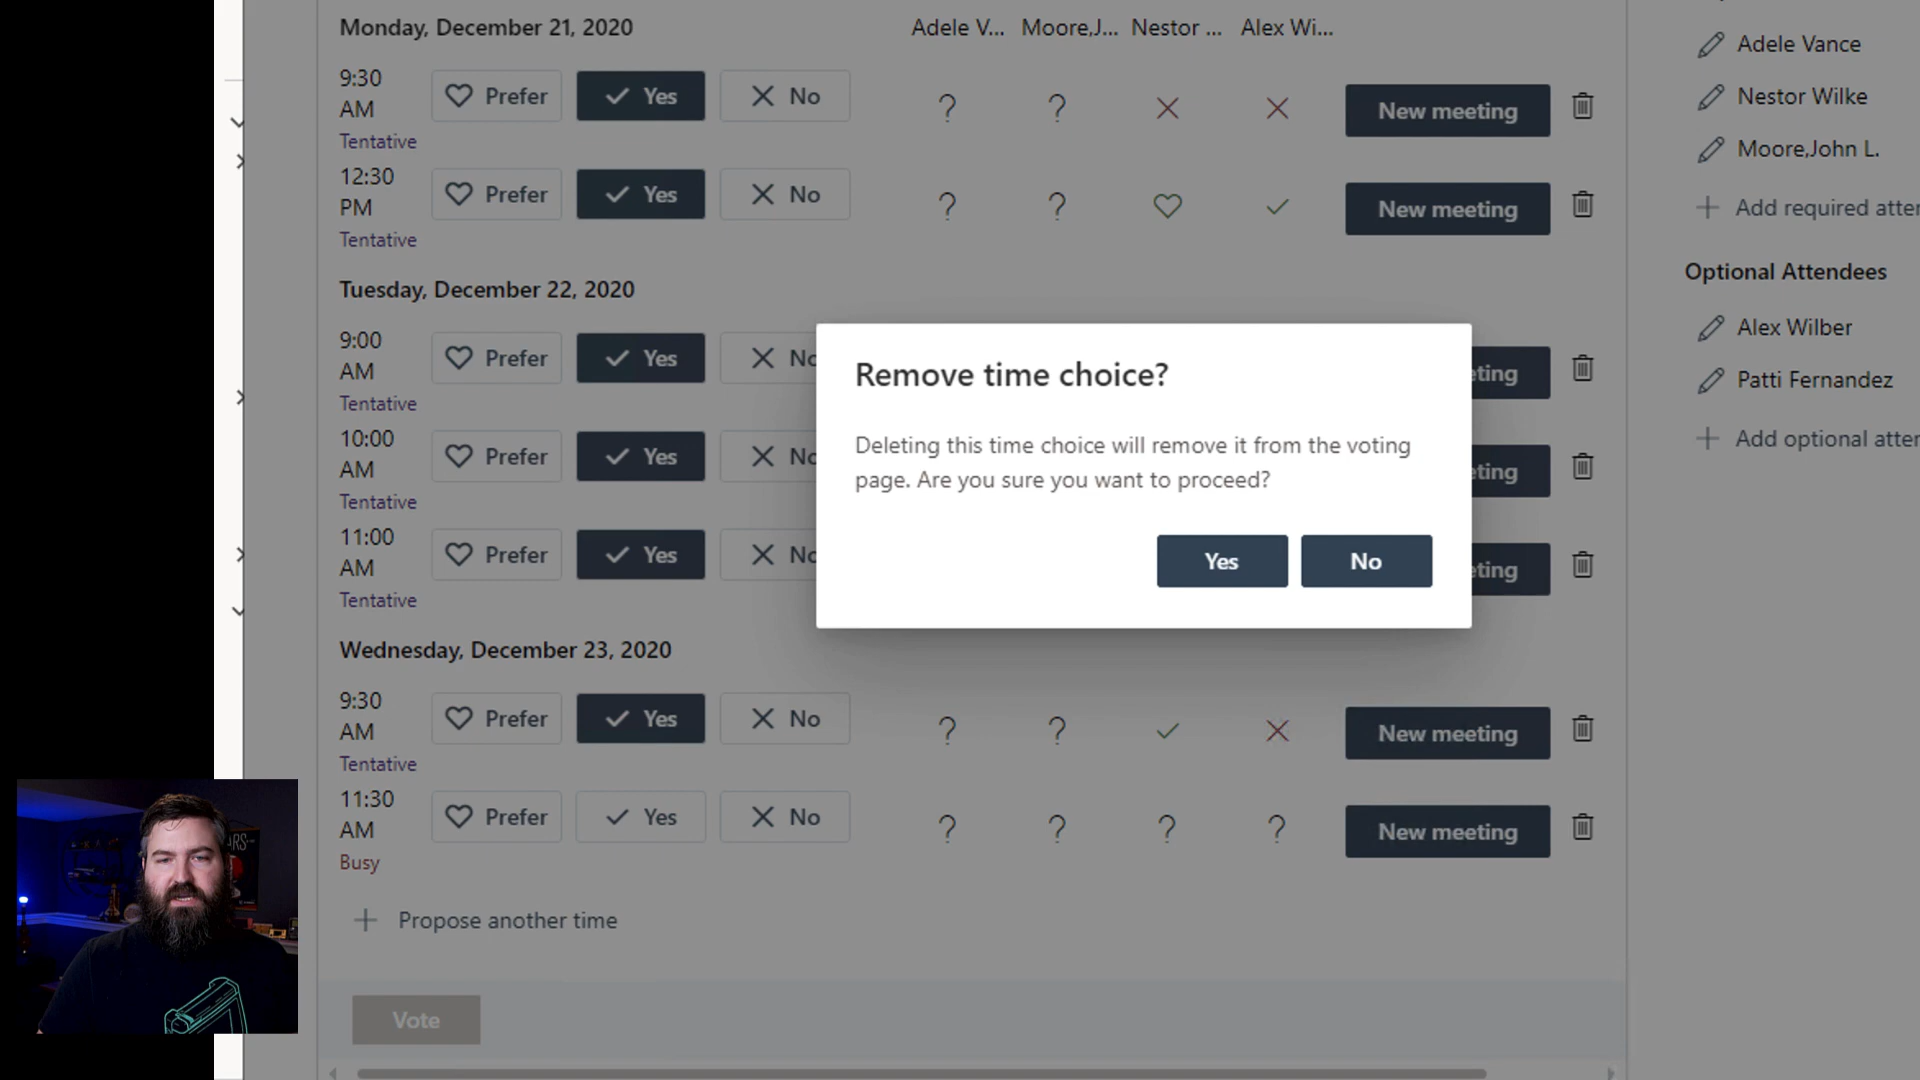 Monday, December 21, 2020 Adele V... Moore,J... Nestor ... Alex Wi...
9:30 AM Prefer Yes No ? ? New meeting
Tentative
12:30 PM Prefer Yes No ? ? New meeting
Tentative
Tuesday, December 22, 2020
9:00 AM Prefer Yes No eting
Tentative
10:00 AM Prefer Yes No eting
Tentative
11:00 AM Prefer Yes No eting
Tentative
Remove time choice?
Deleting this time choice will remove it from the voting
page. Are you sure you want to proceed?
Yes No
Wednesday, December 23, 2020
9:30 AM Prefer Yes No ? ? New meeting
Tentative
11:30 AM Prefer Yes No ? ? ? ? New meeting
Busy
Propose another time
Vote
Adele Vance
Nestor Wilke
Moore,John L.
Add required atter
Optional Attendees
Alex Wilber
Patti Fernandez
Add optional atter